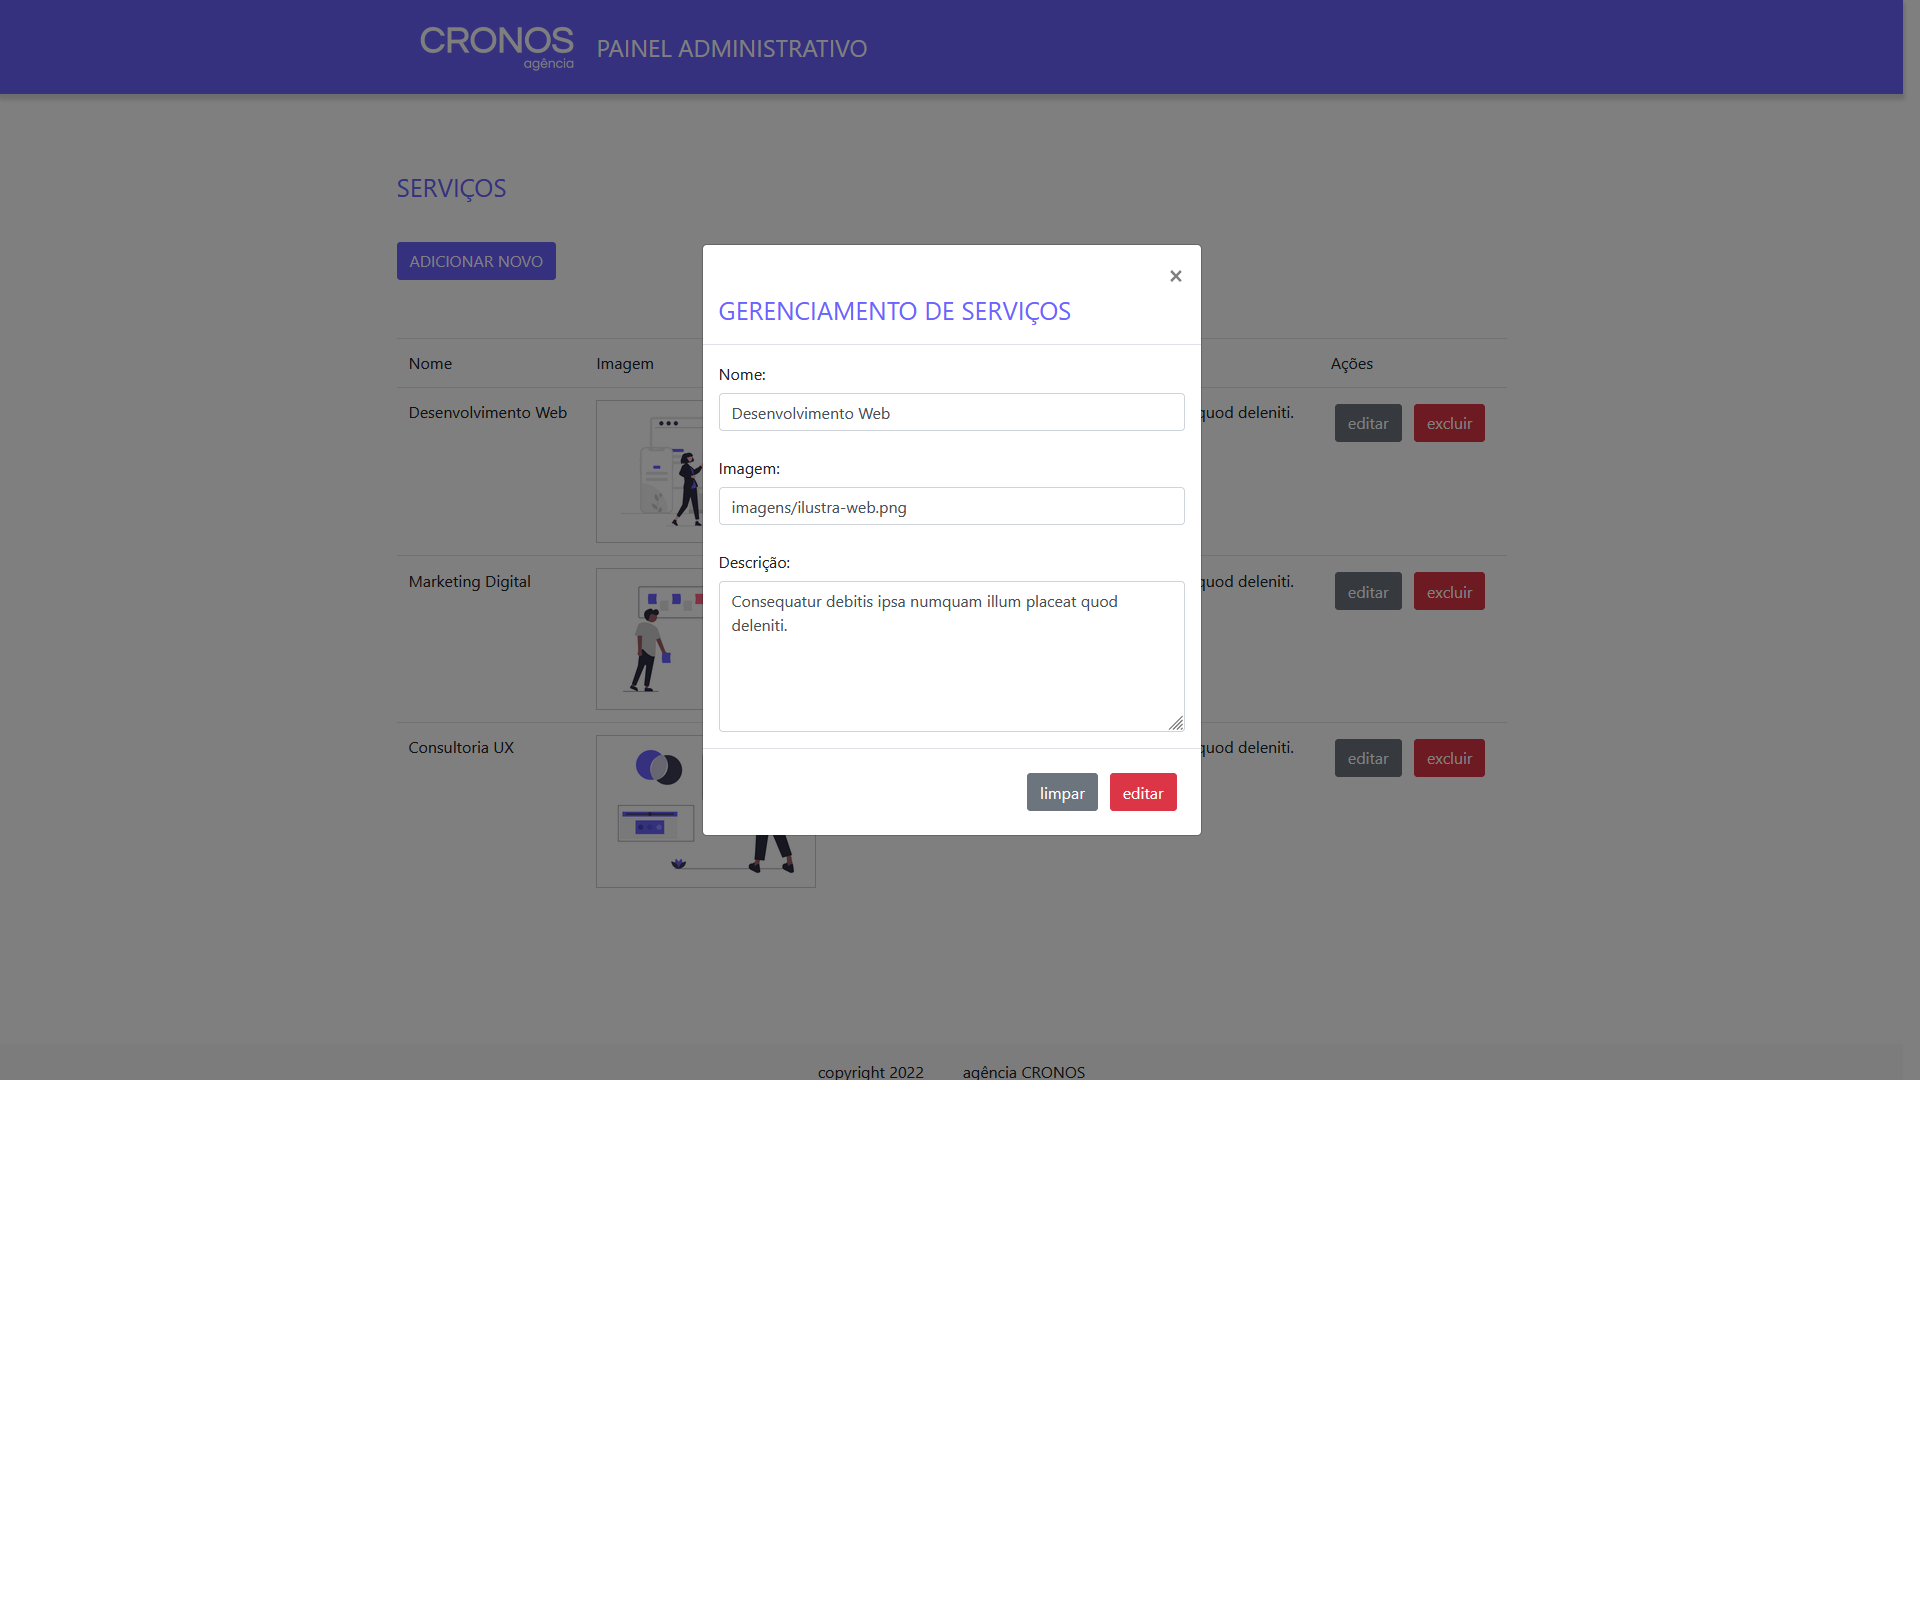 CRONOS
agência
PAINEL ADMINISTRATIVO
SERVIÇOS
ADICIONAR NOVO
×
GERENCIAMENTO DE SERVIÇOS
Nome:
Desenvolvimento Web
Imagem:
imagens/ilustra-web.png
Descrição:
Consequatur debitis ipsa numquam illum placeat quod
deleniti.
limpar editar
Nome Imagem Ações
Desenvolvimento Web quod deleniti. editar excluir
Marketing Digital quod deleniti. editar excluir
Consultoria UX quod deleniti. editar excluir
copyright 2022 agência CRONOS